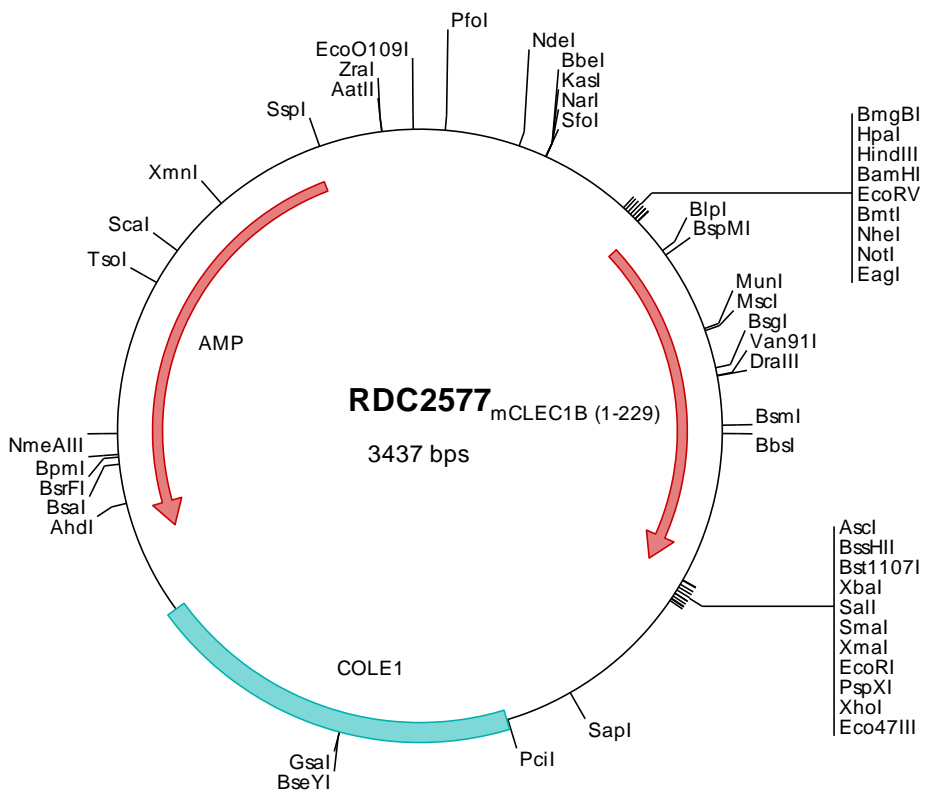 PfoI
EcoO109I
ZraI
AatII
SspI
XmnI
ScaI
TsoI
NdeI
BbeI
KasI
NarI
SfoI
BmgBI
HpaI
HindIII
BamHI
EcoRV
BmtI
NheI
NotI
EagI
BlpI
BspMI
MunI
MscI
BsgI
Van91I
DraIII
BsmI
BbsI
AMP
RDC2577
mCLEC1B (1-229)
3437 bps
NmeAIII
BpmI
BsrFI
BsaI
AhdI
AscI
BssHII
Bst1107I
XbaI
SalI
SmaI
XmaI
EcoRI
PspXI
XhoI
Eco47III
COLE1
SapI
PciI
GsaI
BseYI